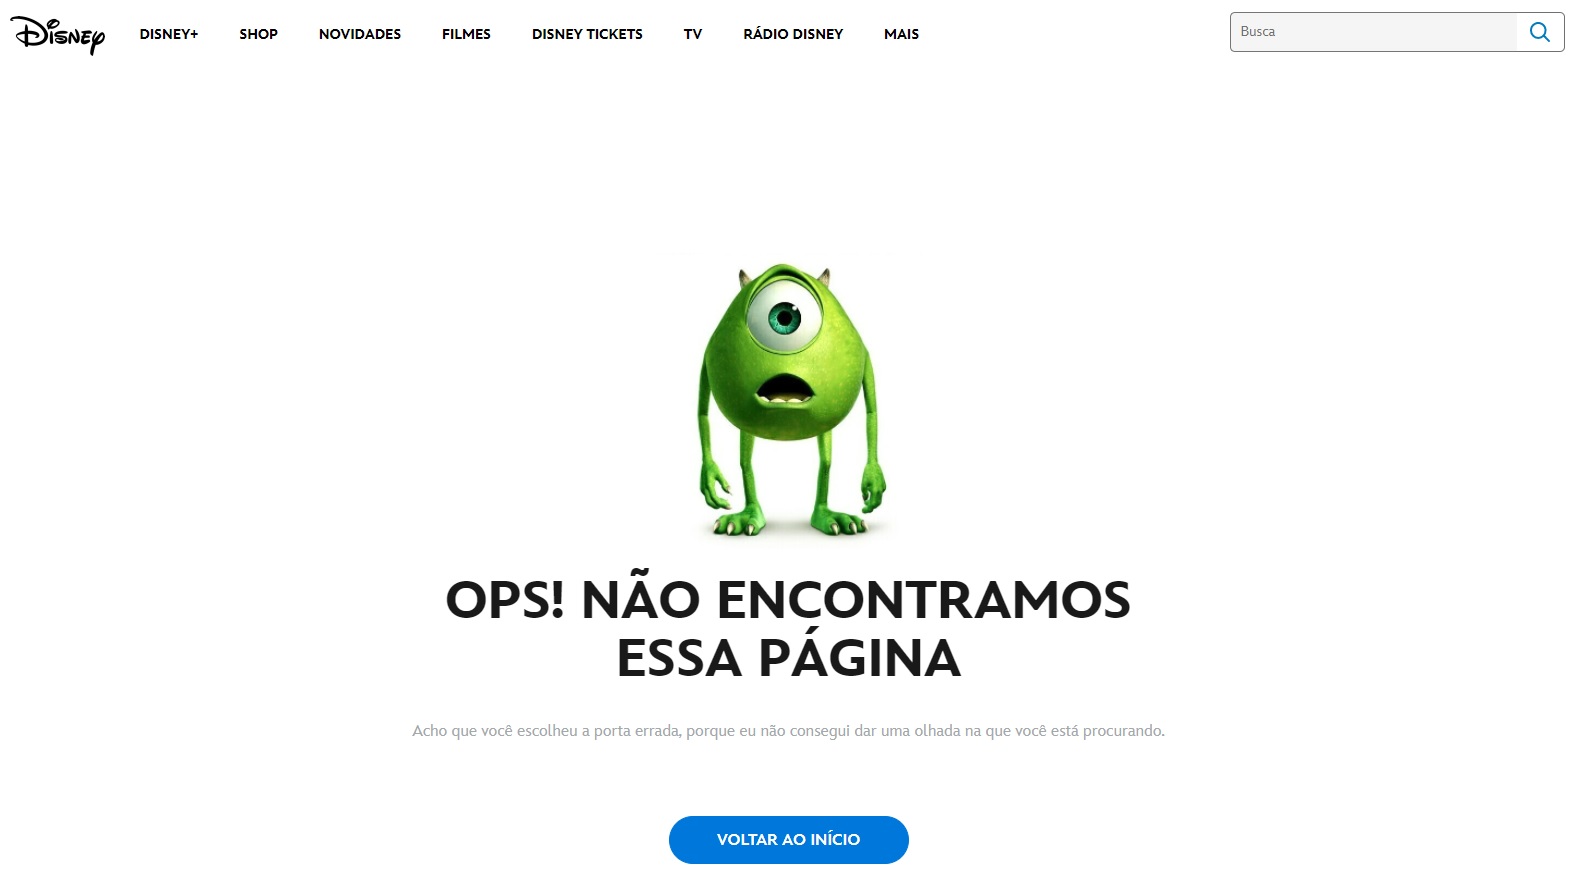 Disney
DISNEY+
SHOP
NOVIDADES
FILMES
DISNEY TICKETS
TV
RÁDIO DISNEY
MAIS
Busca
OPS! NÃO ENCONTRAMOS
ESSA PÁGINA
Acho que você escolheu a porta errada, porque eu não consegui dar uma olhada na que você está procurando.
VOLTAR AO INÍCIO